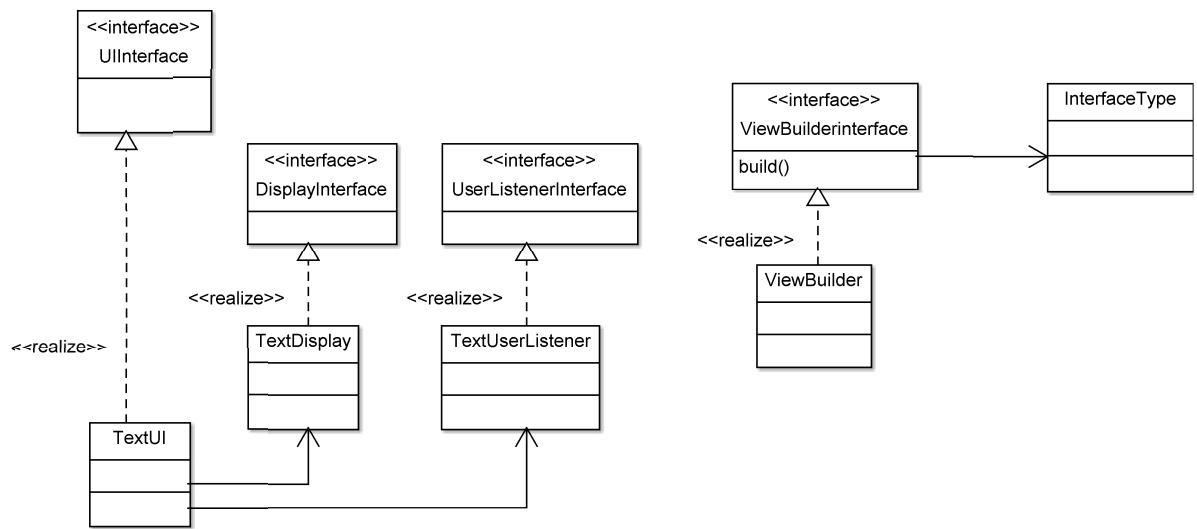 <<interface>>
UIInterface
<<interface>>
DisplayInterface
<<interface>>
UserListenerInterface
<<interface>>
ViewBuilderinterface
build()
InterfaceType
<<realize>>
<<realize>>
<<realize>>
<<realize>>
ViewBuilder
TextDisplay
TextUserListener
TextUI